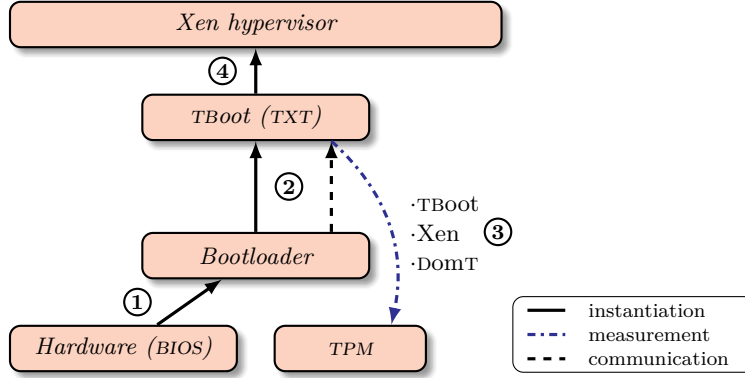 Xen hypervisor
④
TBoot (TXT)
②
·TBoot
·Xen ③
·DomT
Bootloader
①
Hardware (BIOS)
TPM
instantiation
measurement
communication